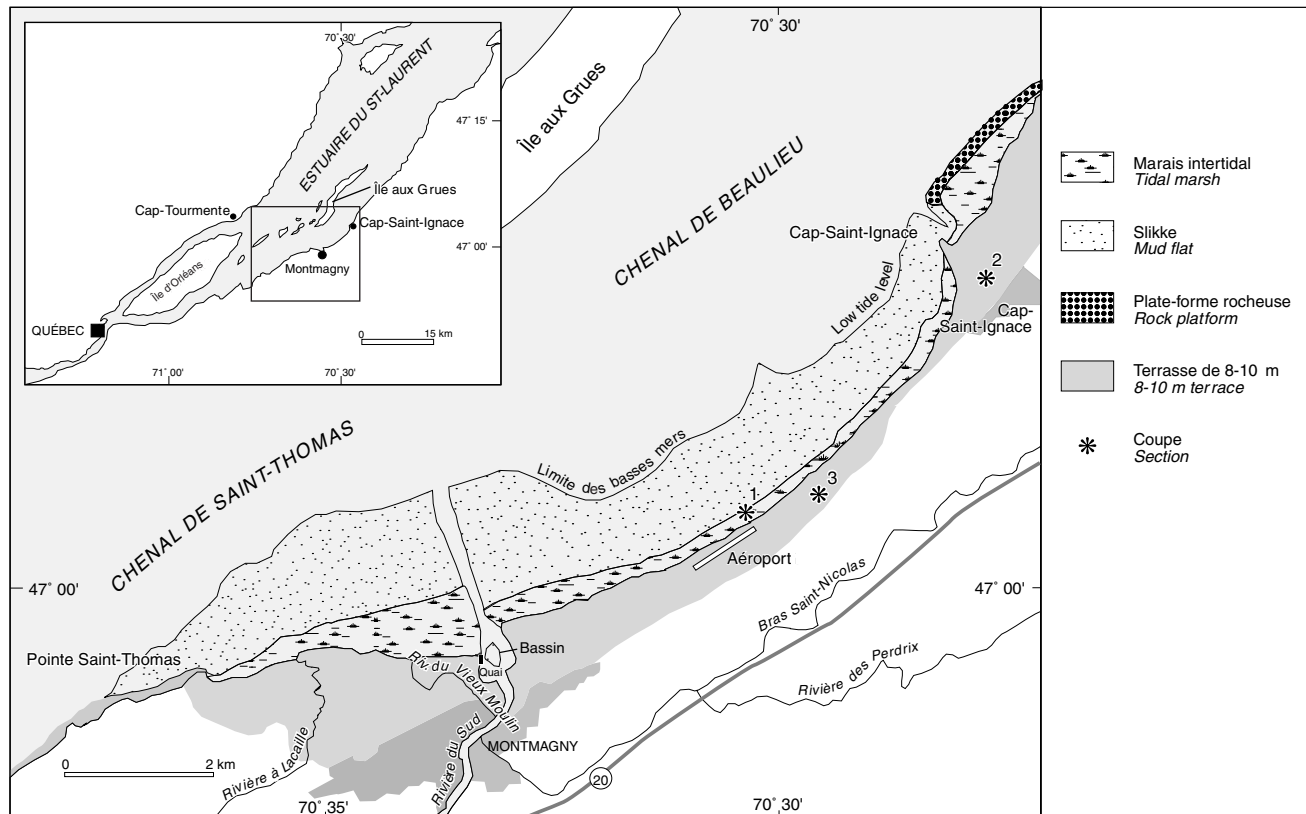 70° 30'
ESTUAIRE DU ST-LAURENT
47° 15'
Île aux Grues
Cap-Tourmente
Cap-Saint-Ignace
47° 00'
Montmagny
Île d'Orléans
QUÉBEC
0 15 km
71° 00' 70° 30'
70° 30'
Île aux Grues
CHENAL DE BEAULIEU
Cap-Saint-Ignace
2
Low tide level
Cap-
Saint-Ignace
CHENAL DE SAINT-THOMAS
Limite des basses mers
1
3
Aéroport
47° 00'
47° 00'
Bras Saint-Nicolas
Pointe Saint-Thomas
Bassin
Quai
Riv. du Vieux Moulin
Rivière des Perdrix
Rivière du Sud
MONTMAGNY
Rivière à Lacaille
0 2 km
20
70° 35' 70° 30'
Marais intertidal
Tidal marsh
Slikke
Mud flat
Plate-forme rocheuse
Rock platform
Terrasse de 8-10 m
8-10 m terrace
Coupe
Section